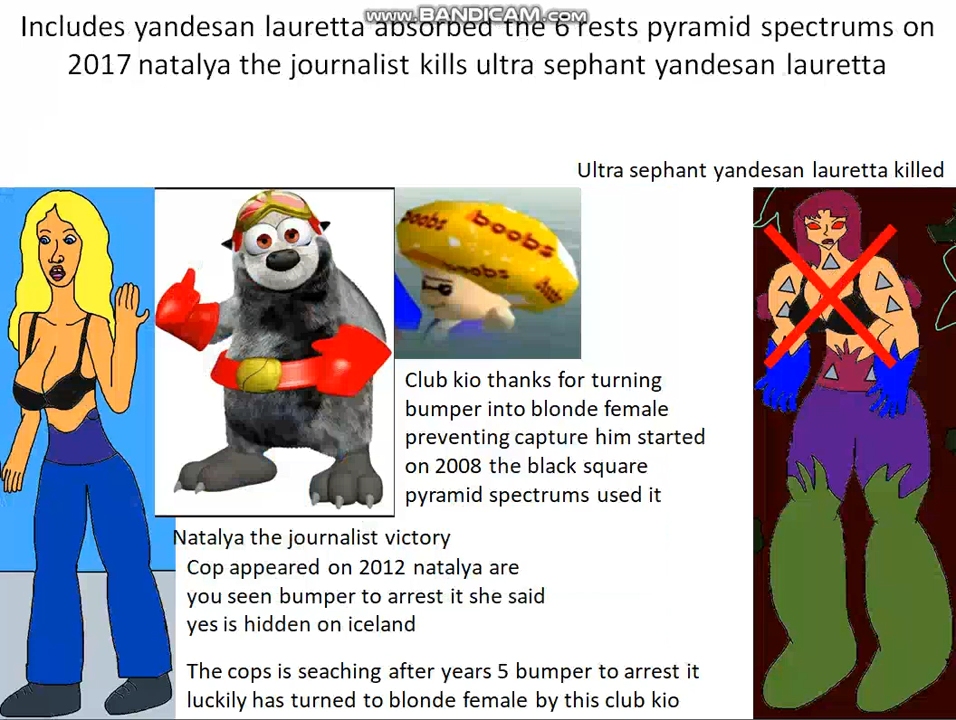 www.BANDICAM.com
Includes yandesan lauretta absorbed the 6 rests pyramid spectrums on
2017 natalya the journalist kills ultra sephant yandesan lauretta
Ultra sephant yandesan lauretta killed
boobs
boobs
boobs
boobs
Club kio thanks for turning
bumper into blonde female
preventing capture him started
on 2008 the black square
pyramid spectrums used it
Natalya the journalist victory
Cop appeared on 2012 natalya are
you seen bumper to arrest it she said
yes is hidden on iceland
The cops is seaching after years 5 bumper to arrest it
luckily has turned to blonde female by this club kio